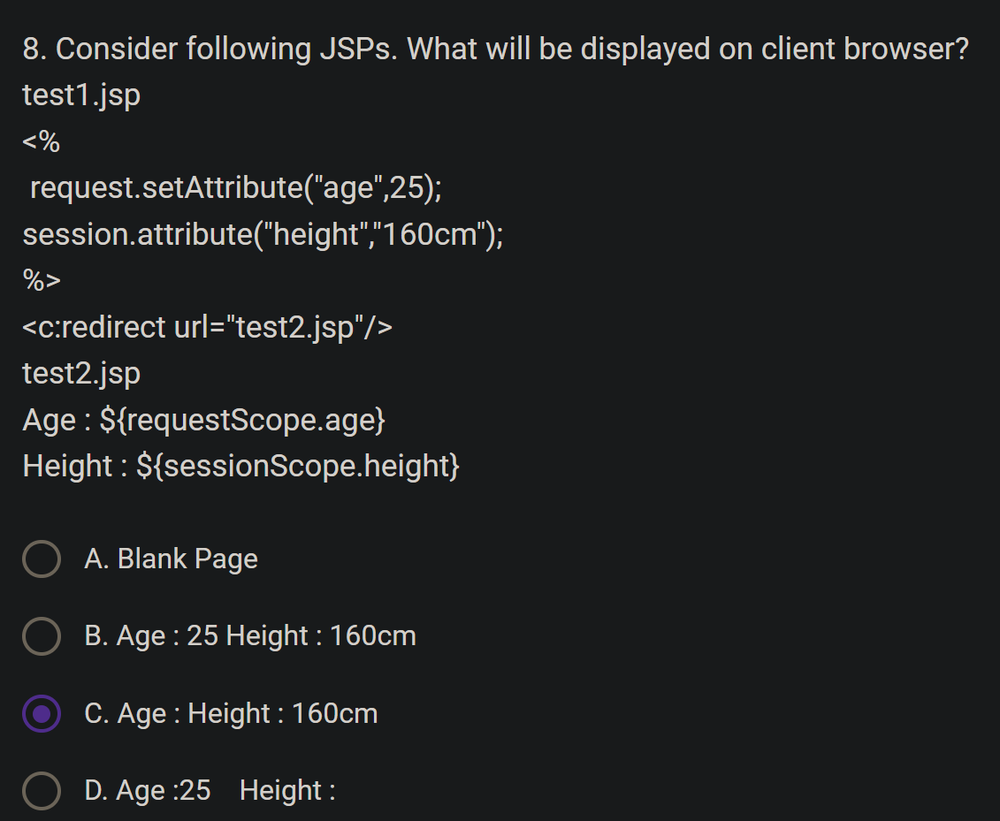 8. Consider following JSPs. What will be displayed on client browser?
test1.jsp
<%
request.setAttribute("age",25);
session.attribute("height","160cm");
%>
<c:redirect url="test2.jsp"/>
test2.jsp
Age : ${requestScope.age}
Height : ${sessionScope.height}
A. Blank Page
B. Age : 25 Height : 160cm
C. Age : Height : 160cm
D. Age :25    Height :